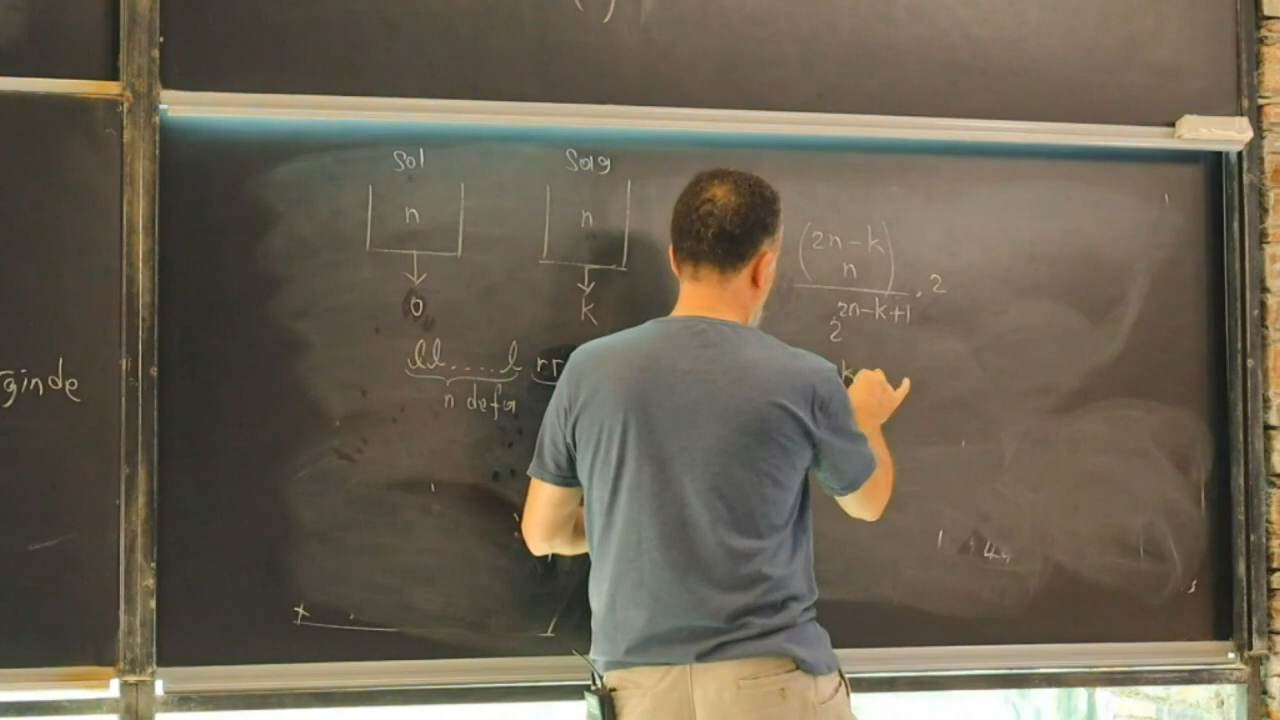 ginde
Sol Sağ
n n
0 k
ll....l rr
n defa
(2n-k
n) . 2
2^2n-k+1
k